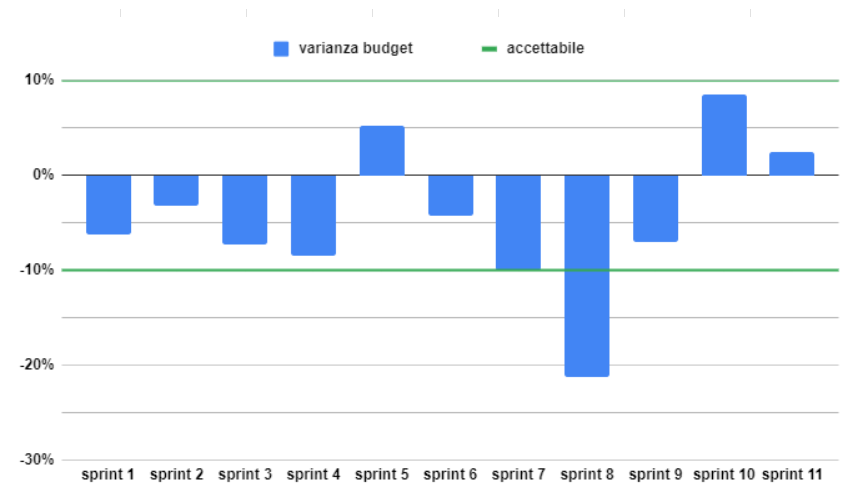 varianza budget accettabile
10%
0%
-10%
-20%
-30%
sprint 1 sprint 2 sprint 3 sprint 4 sprint 5 sprint 6 sprint 7 sprint 8 sprint 9 sprint 10 sprint 11